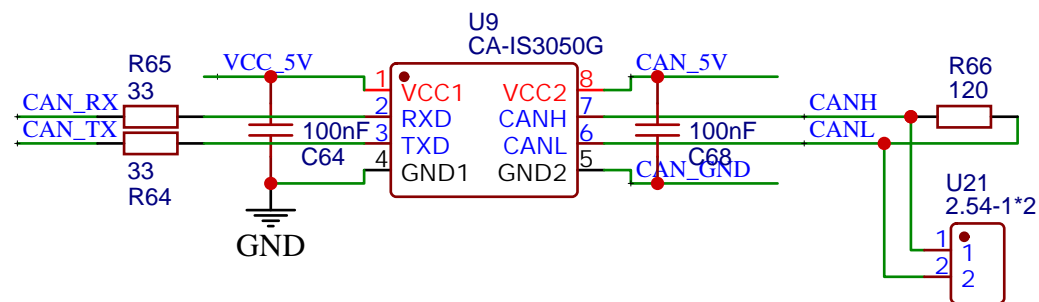 U9
CA-IS3050G
R65
33
VCC_5V
CAN_5V
R66
120
1
VCC1
VCC2
8
CAN_RX
2
RXD
CANH
7
CANH
CAN_TX
100nF
C64
3
TXD
CANL
6
100nF
C68
CANL
33
R64
4
GND1
GND2
5
CAN_GND
GND
U21
2.54-1*2
1
1
2
2